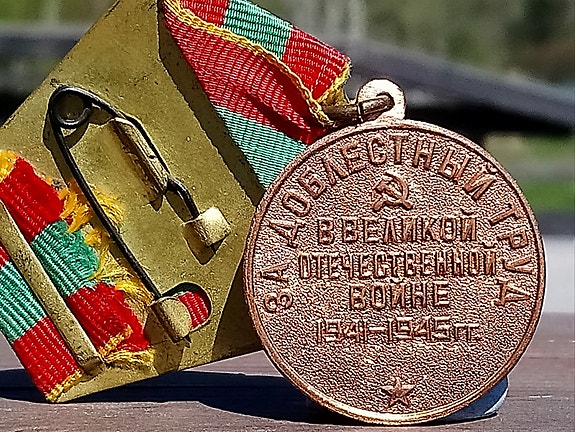 ЗА ДОБЛЕСТНЫЙ ТРУД
В ВЕЛИКОЙ
ОТЕЧЕСТВЕННОЙ
ВОЙНЕ
1941-1945 гг.